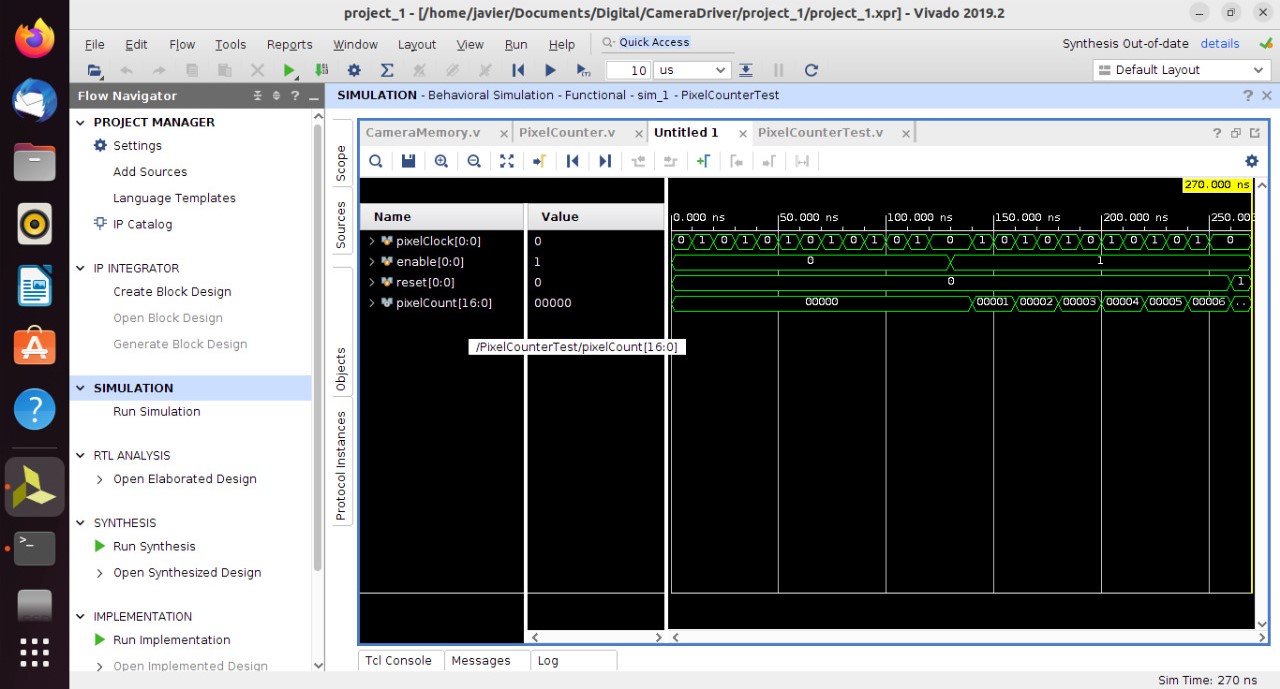 project_1 - [/home/javier/Documents/Digital/CameraDriver/project_1/project_1.xpr] - Vivado 2019.2
File Edit Flow Tools Reports Window Layout View Run Help Quick Access
Synthesis Out-of-date details
10 us
Default Layout
Flow Navigator
SIMULATION - Behavioral Simulation - Functional - sim_1 - PixelCounterTest
PROJECT MANAGER
Settings
Add Sources
Language Templates
IP Catalog
IP INTEGRATOR
Create Block Design
Open Block Design
Generate Block Design
SIMULATION
Run Simulation
RTL ANALYSIS
Open Elaborated Design
SYNTHESIS
Run Synthesis
Open Synthesized Design
IMPLEMENTATION
Run Implementation
Open Implemented Design
Scope
Sources
Objects
Protocol Instances
CameraMemory.v PixelCounter.v Untitled 1 PixelCounterTest.v
270.000 ns
Name Value
0.000 ns 50.000 ns 100.000 ns 150.000 ns 200.000 ns 250.00
pixelClock[0:0] 0 0 1 0 1 0 1 0 1 0 1 0 1 0 1 0 1 0 1 0 1 0 1 0 1 0
enable[0:0] 1 0 1
reset[0:0] 0 0 1
pixelCount[16:0] 00000 00000 00001 00002 00003 00004 00005 00006 ..
/PixelCounterTest/pixelCount[16:0]
Tcl Console Messages Log
Sim Time: 270 ns